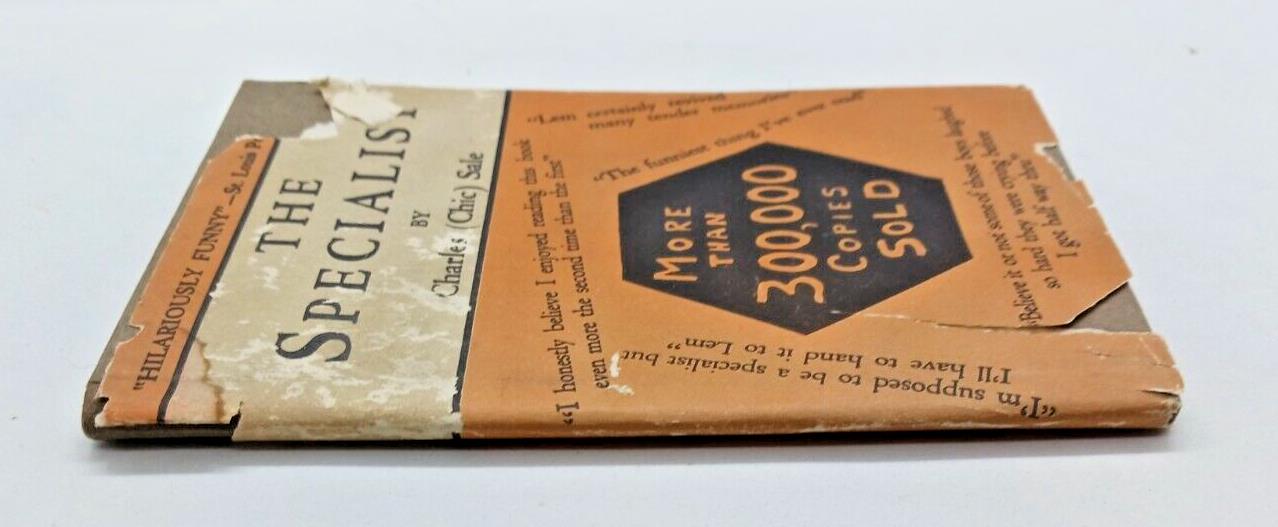 "HILARIOUSLY FUNNY"—St. Louis
THE
SPECIALIST
BY
Charles (Chic) Sale
"Lem certainly revived
many tender memories"
"The funniest thing I've ever read"
"I honestly believe I enjoyed reading this book
even more the second time than the first"
MORE
THAN
300,000
COPIES
SOLD
"Believe it or not some of those boys laughed
so hard they were crying before
I got half way through"
"I'm supposed to be a specialist but
I'll have to hand it to Lem"